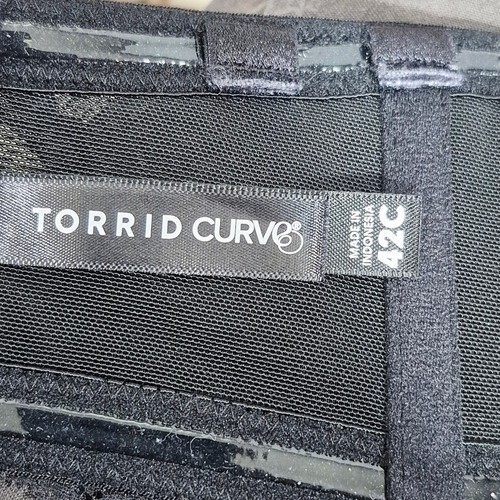 TORRID CURVE®
MADE IN
INDONESIA
42C